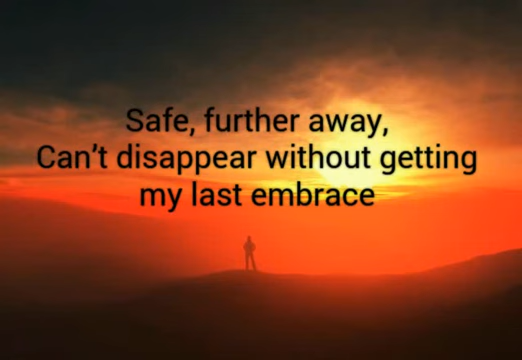 Safe, further away,
Can't disappear without getting
my last embrace